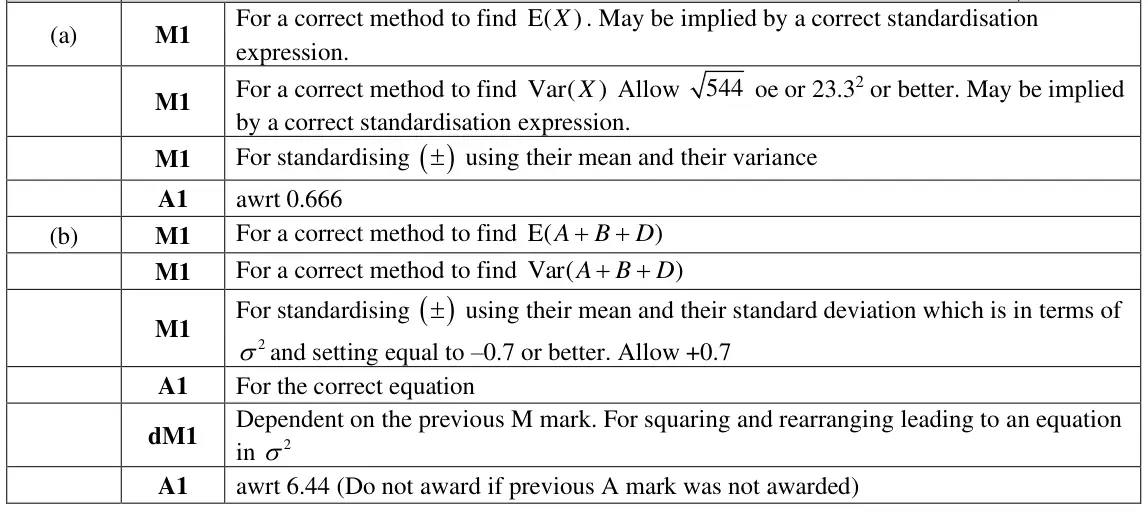 (a) M1 For a correct method to find E(X). May be implied by a correct standardisation
expression.
M1 For a correct method to find Var(X) Allow √544 oe or 23.3² or better. May be implied
by a correct standardisation expression.
M1 For standardising (±) using their mean and their variance
A1 awrt 0.666
(b) M1 For a correct method to find E(A + B + D)
M1 For a correct method to find Var(A + B + D)
M1 For standardising (±) using their mean and their standard deviation which is in terms of
σ² and setting equal to –0.7 or better. Allow +0.7
A1 For the correct equation
dM1 Dependent on the previous M mark. For squaring and rearranging leading to an equation
in σ²
A1 awrt 6.44 (Do not award if previous A mark was not awarded)